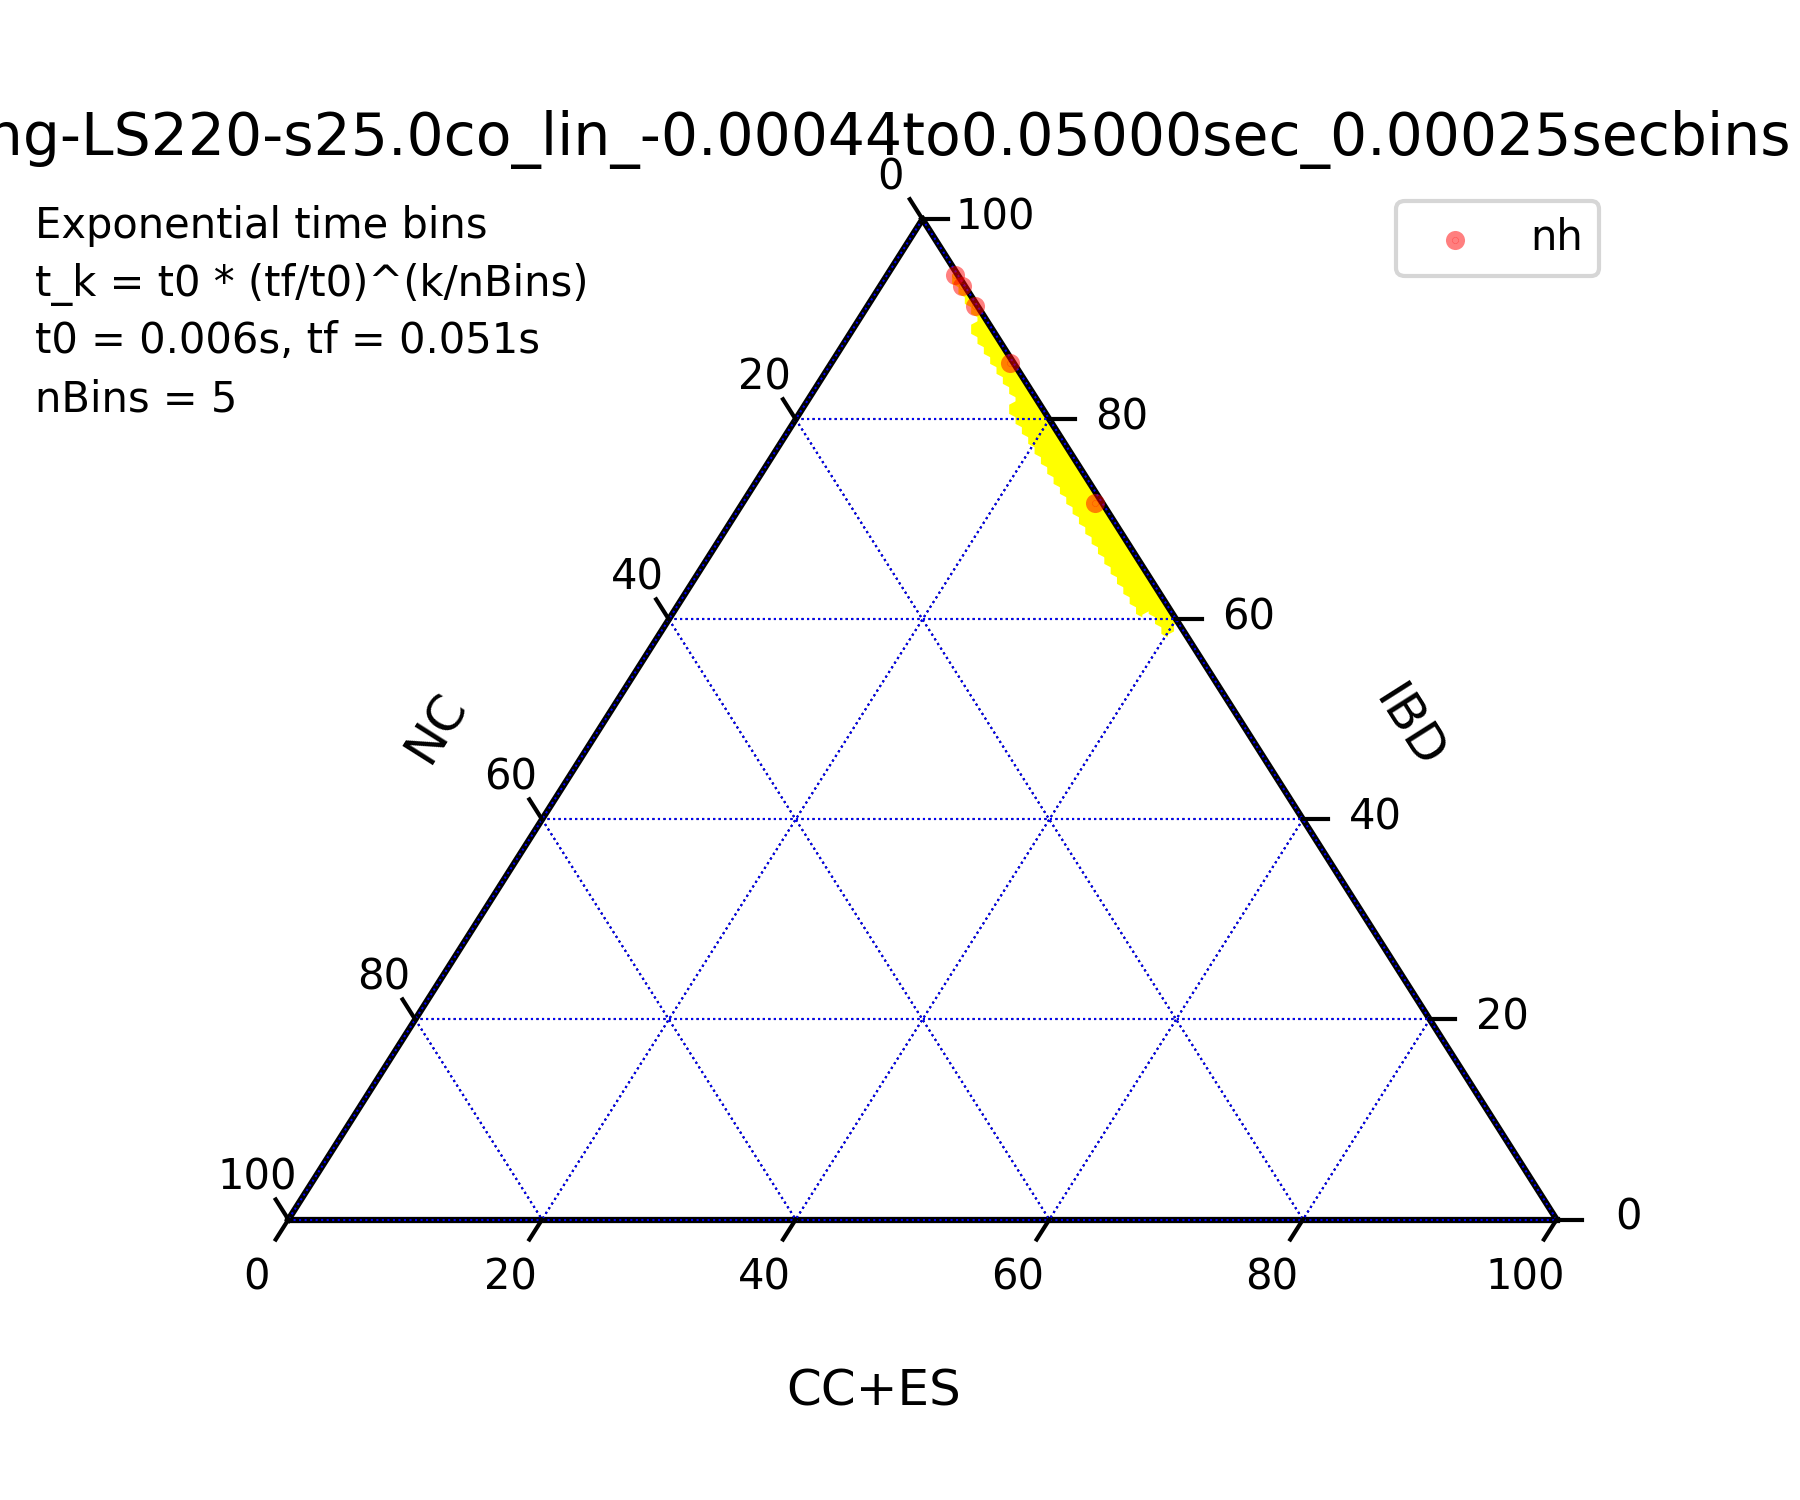 ng-LS220-s25.0co_lin_-0.00044to0.05000sec_0.00025secbins
Exponential time bins
t_k = t0 * (tf/t0)^(k/nBins)
t0 = 0.006s, tf = 0.051s
nBins = 5
nh
0
100
20
80
40
60
NC
IBD
60
40
80
20
100
0
0
20
40
60
80
100
CC+ES